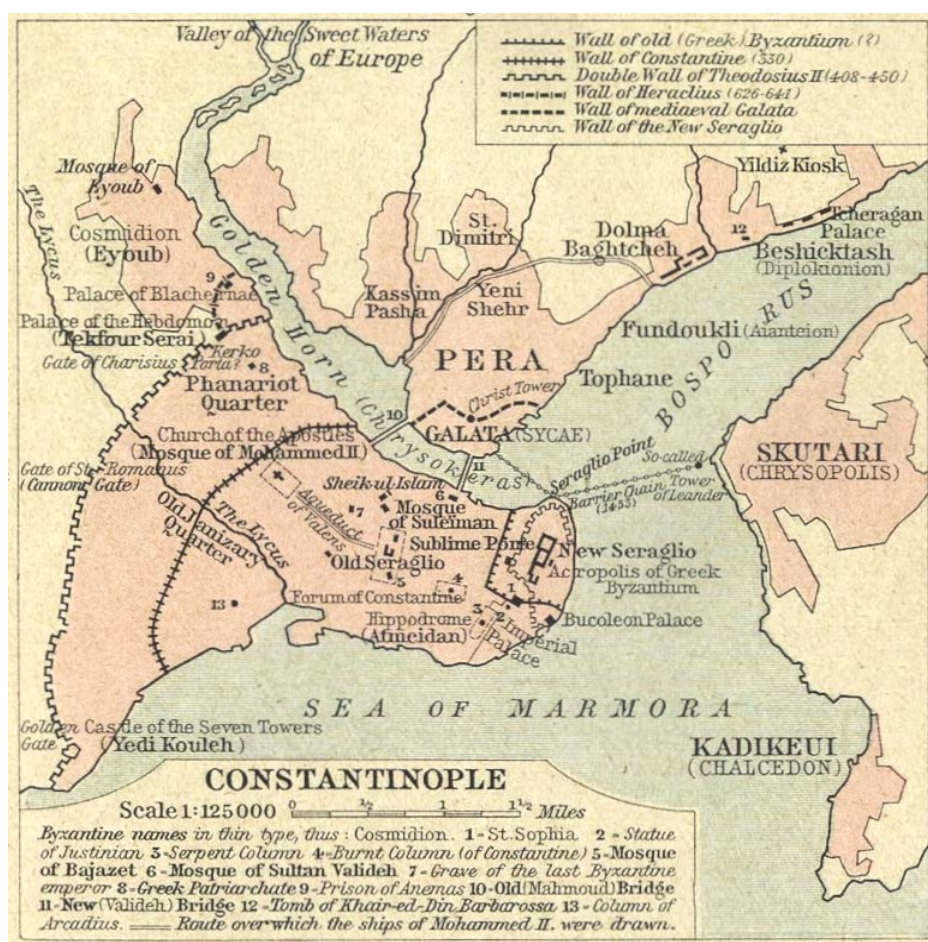 Valley of the Sweet Waters
of Europe
Wall of old (Greek) Byzantium (?)
Wall of Constantine (330)
Double Wall of Theodosius II (408-450)
Wall of Heraclius (626-641)
Wall of mediaeval Galata
Wall of the New Seraglio
Yildiz Kiosk
Mosque of
Eyoub
The Lycus
Cosmidion
(Eyoub)
Golden Horn
(Chrysokeras)
St.
Dimitri
Dolma
Baghtcheh
12
Tcheragan
Palace
Beshicktash
(Diplokionion)
9
Palace of Blachernae
Kassim
Pasha
Yeni
Shehr
Palace of the Hebdomon
(Tekfour Serai)
Gate of Charisius
Kerko
Porta?
8
Phanariot
Quarter
PERA
Fundoukli (Aianteion)
BOSPORUS
Tophane
Christ Tower
10
GALATA (SYCAE)
Church of the Apostles
(Mosque of Mohammed II)
11
Seraglio Point
So-called
Tower
of Leander
Barrier Chain
(1453)
SKUTARI
(CHRYSOPOLIS)
Gate of St. Romanus
(Cannon Gate)
Old Janizary
Quarter
The Lycus
Aqueduct
of Valens
Sheik-ul-Islam
6
7
Mosque
of Suleïman
Sublime Porte
Old Seraglio
5
New Seraglio
Acropolis of Greek
Byzantium
Forum of Constantine
4
1
13
Hippodrome
(Atmeidan)
3
2
Imperial
Palace
Bucoleon Palace
SEA OF MARMORA
Golden
Gate
Castle of the Seven Towers
(Yedi Kouleh)
KADIKEUI
(CHALCEDON)
CONSTANTINOPLE
Scale 1:125000 0 ½ 1 1½ Miles
Byzantine names in thin type, thus: Cosmidion. 1-St. Sophia 2-Statue
of Justinian 3-Serpent Column 4-Burnt Column (of Constantine) 5-Mosque
of Bajazet 6-Mosque of Sultan Valideh 7-Grave of the last Byzantine
emperor 8-Greek Patriarchate 9-Prison of Anemas 10-Old (Mahmoud) Bridge
11-New (Valideh) Bridge 12-Tomb of Khair-ed-Din Barbarossa 13-Column of
Arcadius. Route over which the ships of Mohammed II. were drawn.